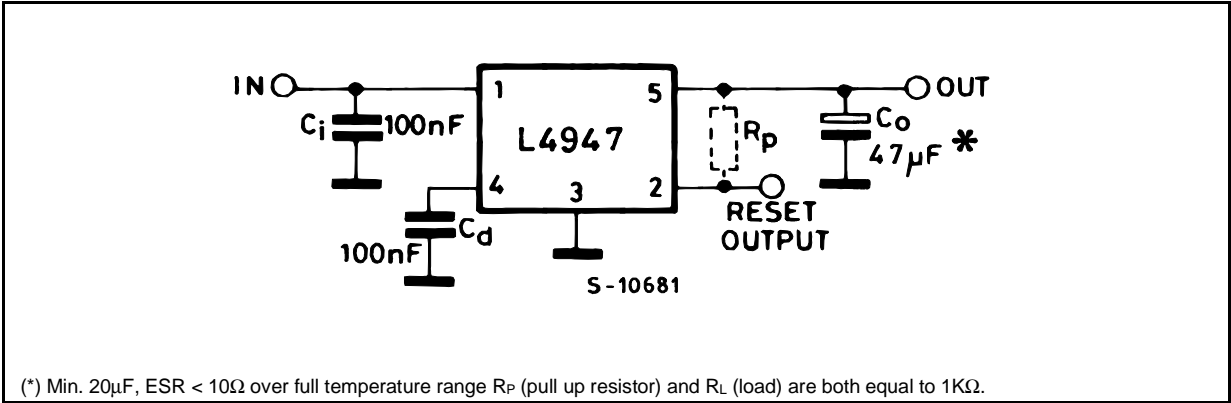 IN
1
5
OUT
Ci
100nF
L4947
Rp
Co
47µF *
4
3
2
RESET
OUTPUT
Cd
100nF
S-10681
(*) Min. 20µF, ESR < 10Ω over full temperature range RP (pull up resistor) and RL (load) are both equal to 1KΩ.